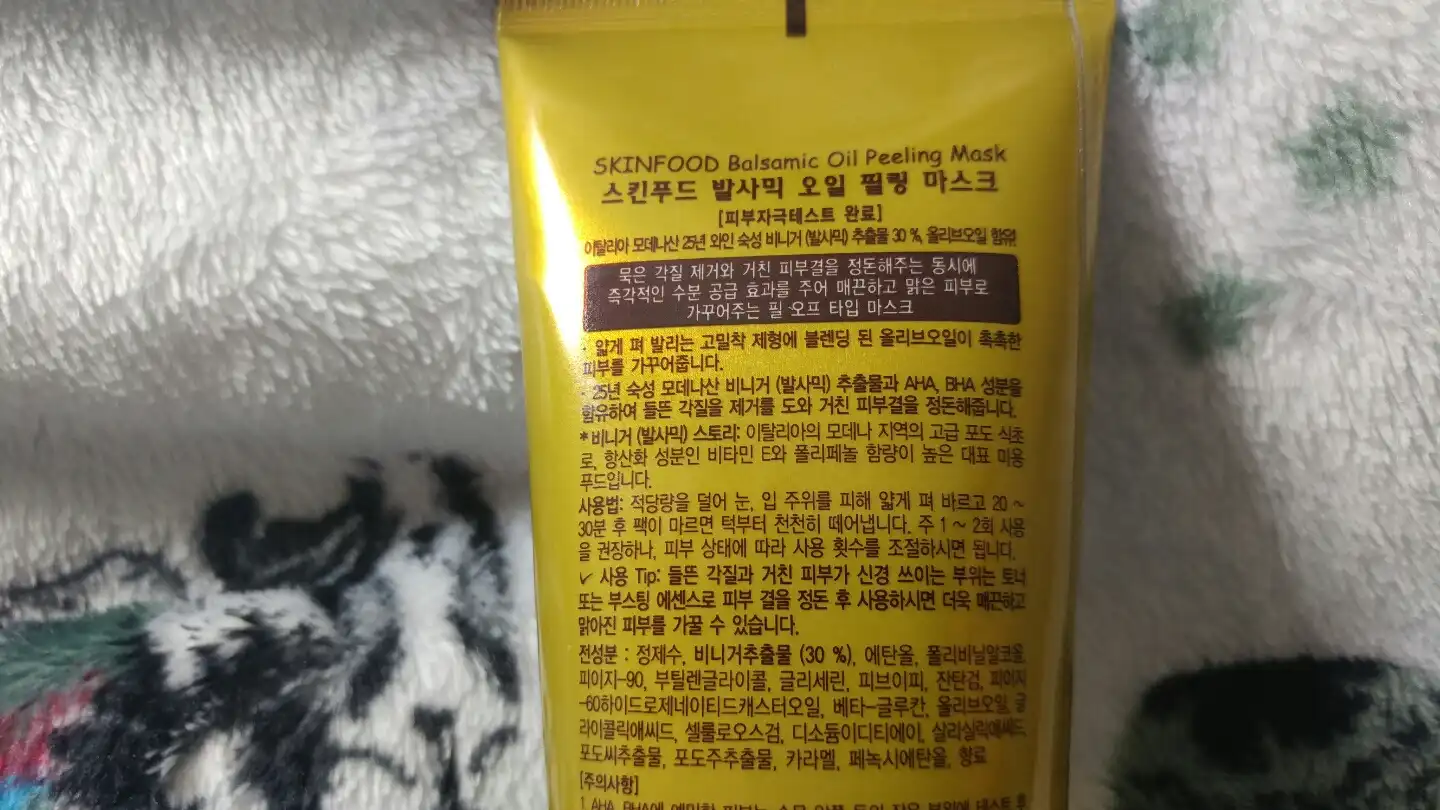 SKINFOOD Balsamic Oil Peeling Mask
스킨푸드 발사믹 오일 필링 마스크
[피부자극테스트 완료]
이탈리아 모데나산 25년 와인 숙성 비니거 (발사믹) 추출물 30 %, 올리브오일 함유!
묵은 각질 제거와 거친 피부결을 정돈해주는 동시에
즉각적인 수분 공급 효과를 주어 매끈하고 맑은 피부로
가꾸어주는 필 오프 타입 마스크
· 얇게 펴 발리는 고밀착 제형에 블렌딩 된 올리브오일이 촉촉한
피부를 가꾸어줍니다.
· 25년 숙성 모데나산 비니거 (발사믹) 추출물과 AHA, BHA 성분을
함유하여 들뜬 각질을 제거를 도와 거친 피부결을 정돈해줍니다.
*비니거 (발사믹) 스토리: 이탈리아의 모데나 지역의 고급 포도 식초
로, 항산화 성분인 비타민 E와 폴리페놀 함량이 높은 대표 미용
푸드입니다.
사용법: 적당량을 덜어 눈, 입 주위를 피해 얇게 펴 바르고 20 ~
30분 후 팩이 마르면 턱부터 천천히 떼어냅니다. 주 1 ~ 2회 사용
을 권장하나, 피부 상태에 따라 사용 횟수를 조절하시면 됩니다.
✓ 사용 Tip: 들뜬 각질과 거친 피부가 신경 쓰이는 부위는 토너
또는 부스팅 에센스로 피부 결을 정돈 후 사용하시면 더욱 매끈하고
맑아진 피부를 가꿀 수 있습니다.
전성분 : 정제수, 비니거추출물 (30 %), 에탄올, 폴리비닐알코올,
피이지-90, 부틸렌글라이콜, 글리세린, 피브이피, 잔탄검, 피이지
-60하이드로제네이티드캐스터오일, 베타-글루칸, 올리브오일, 글
라이콜릭애씨드, 셀룰로오스검, 디소듐이디티에이, 살리실릭애씨드,
포도씨추출물, 포도주추출물, 카라멜, 페녹시에탄올, 향료
[주의사항]
1. AHA, BHA에 예민한 피부는